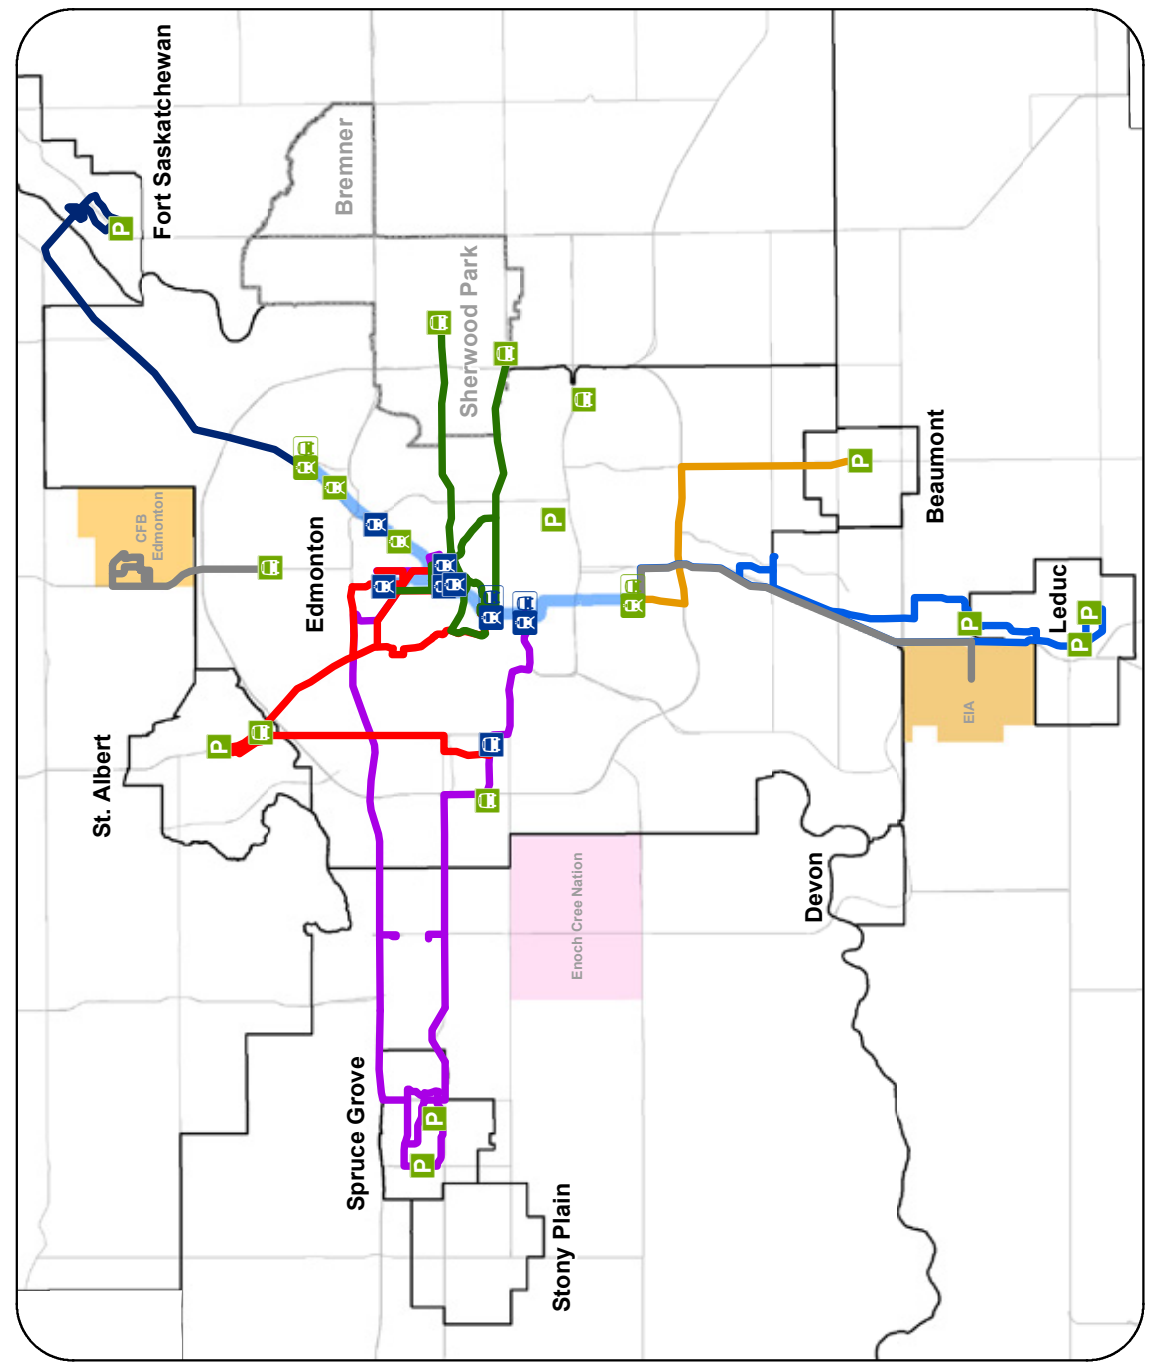 Fort Saskatchewan
Bremner
Sherwood Park
P
CFB
Edmonton
Edmonton
P
Beaumont
P
St. Albert
P
Leduc
P
P
P
EIA
Devon
Enoch Cree Nation
Spruce Grove
P
P
Stony Plain